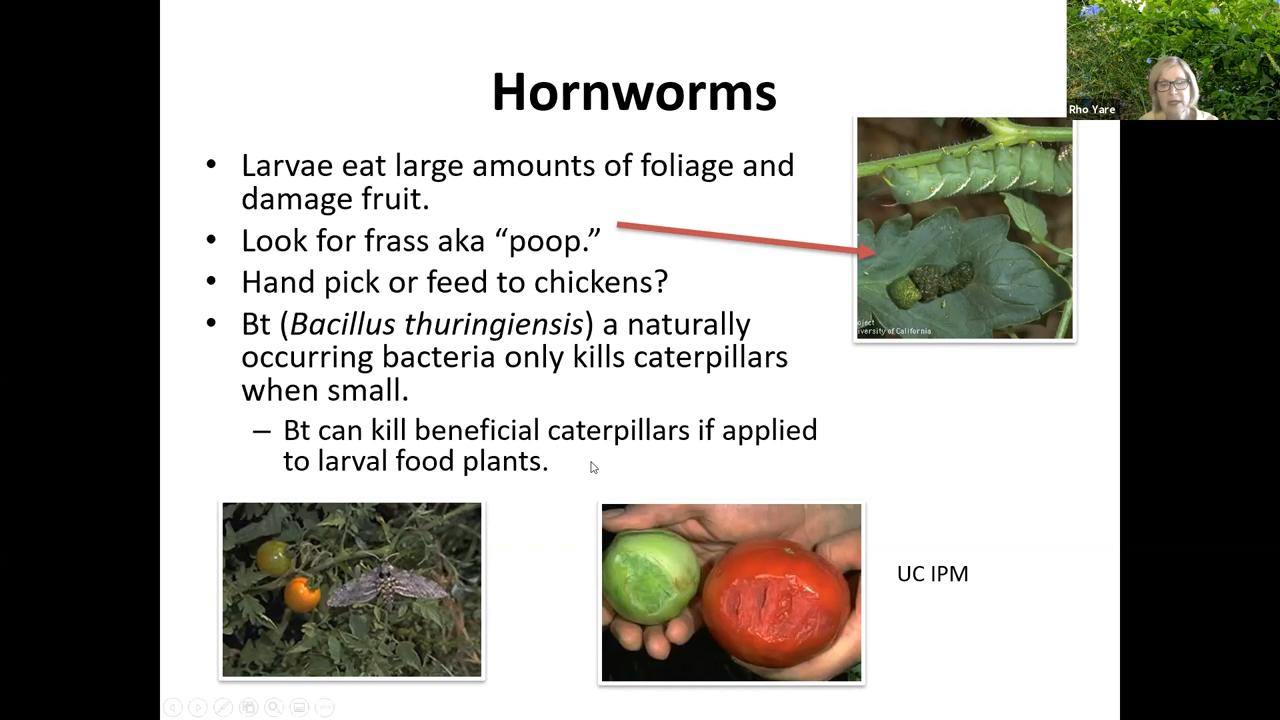 Hornworms
Rho Yare
• Larvae eat large amounts of foliage and
damage fruit.
• Look for frass aka “poop.”
• Hand pick or feed to chickens?
• Bt (Bacillus thuringiensis) a naturally
occurring bacteria only kills caterpillars
when small.
– Bt can kill beneficial caterpillars if applied
to larval food plants.
oject
iversity of California
UC IPM